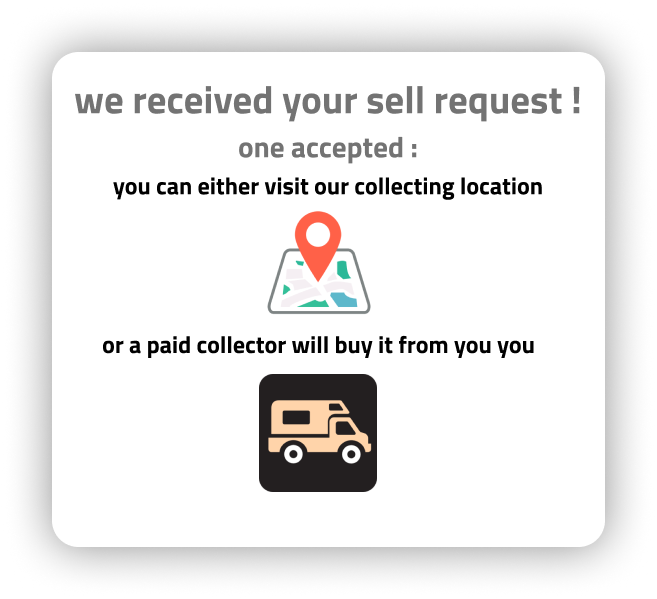 we received your sell request !
one accepted :
you can either visit our collecting location
or a paid collector will buy it from you you